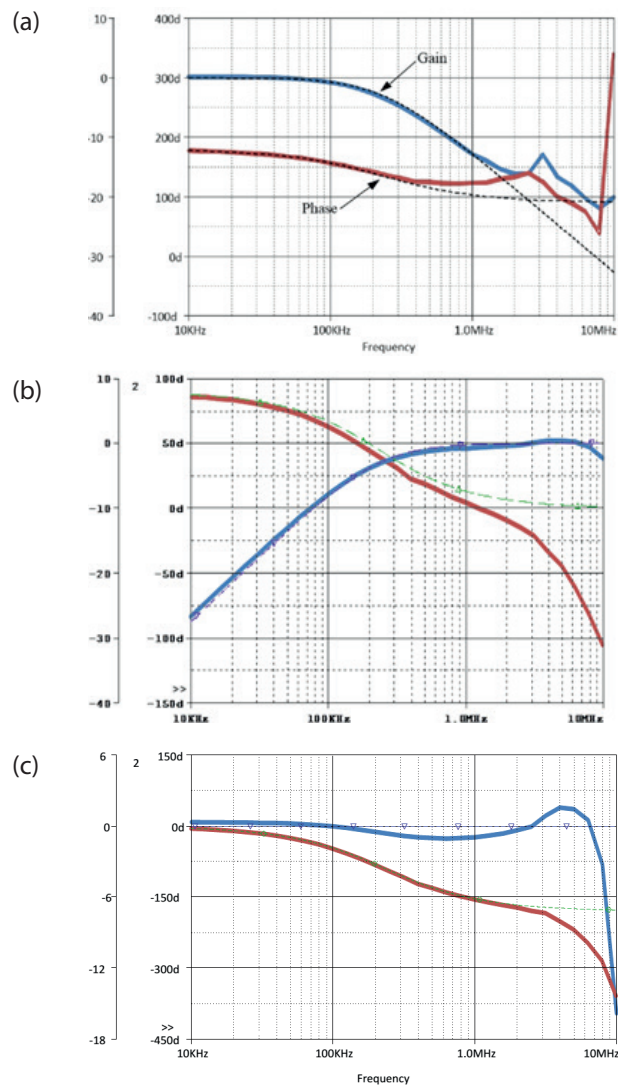 (a)
10
0
-10
-20
-30
-40
400d
300d
200d
100d
0d
-100d
Gain
Phase
10KHz 100KHz 1.0MHz 10MHz
Frequency
(b)
10
0
-10
-20
-30
-40
2
100d
50d
0d
-50d
-100d
>>
-150d
10KHz 100KHz 1.0MHz 10MHz
(c)
6
0
-6
-12
-18
2
150d
0d
-150d
-300d
>>
-450d
10KHz 100KHz 1.0MHz 10MHz
Frequency